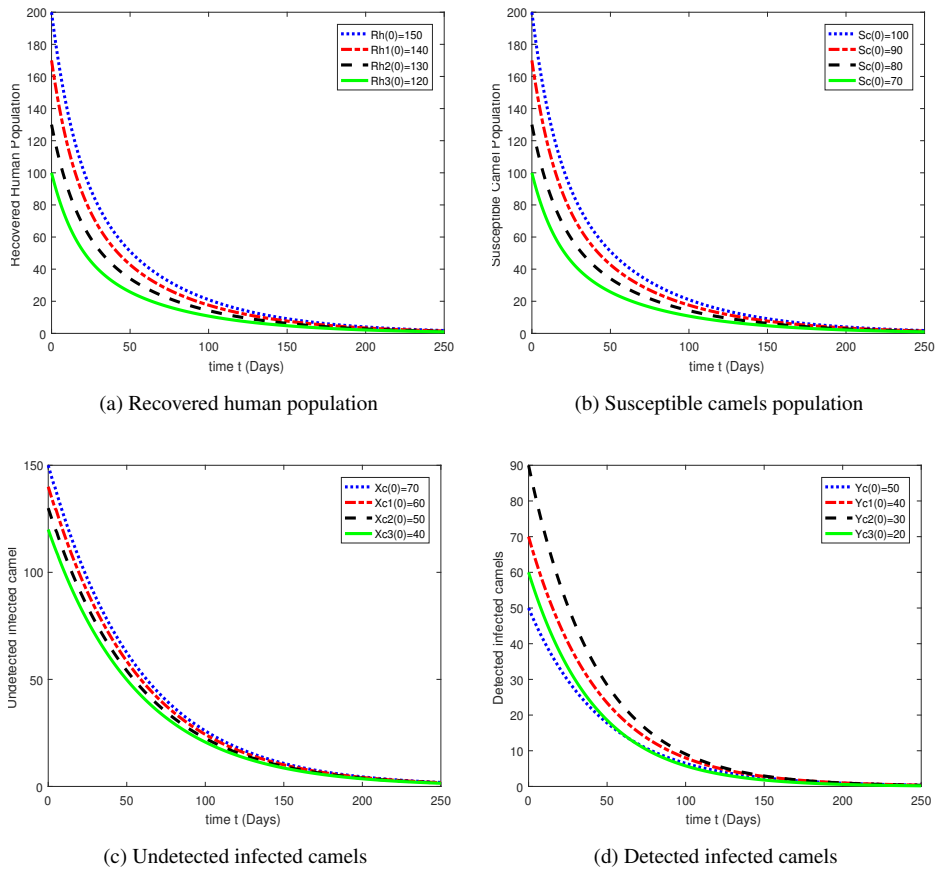 200
180
160
140
120
100
80
60
40
20
0
Recovered Human Population
Rh(0)=150
Rh1(0)=140
Rh2(0)=130
Rh3(0)=120
0 50 100 150 200 250
time t (Days)
(a) Recovered human population
200
180
160
140
120
100
80
60
40
20
0
Susceptible Camel Population
Sc(0)=100
Sc(0)=90
Sc(0)=80
Sc(0)=70
0 50 100 150 200 250
time t (Days)
(b) Susceptible camels population
150
100
50
0
Undetected infected camel
Xc(0)=70
Xc1(0)=60
Xc2(0)=50
Xc3(0)=40
0 50 100 150 200 250
time t (Days)
(c) Undetected infected camels
90
80
70
60
50
40
30
20
10
0
Detected infected camels
Yc(0)=50
Yc1(0)=40
Yc2(0)=30
Yc3(0)=20
0 50 100 150 200 250
time t (Days)
(d) Detected infected camels